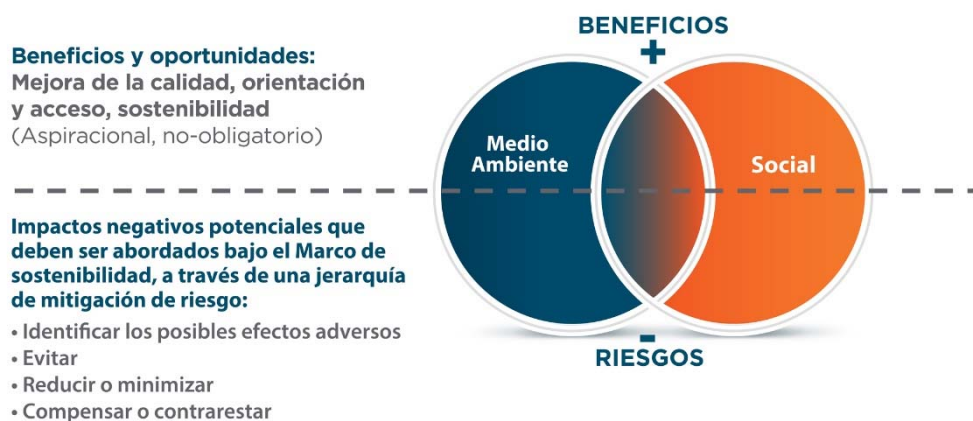 Beneficios y oportunidades:
Mejora de la calidad, orientación
y acceso, sostenibilidad
(Aspiracional, no-obligatorio)
BENEFICIOS
+
Medio
Ambiente
Social
Impactos negativos potenciales que
deben ser abordados bajo el Marco de
sostenibilidad, a través de una jerarquía
de mitigación de riesgo:
• Identificar los posibles efectos adversos
• Evitar
• Reducir o minimizar
• Compensar o contrarestar
-
RIESGOS